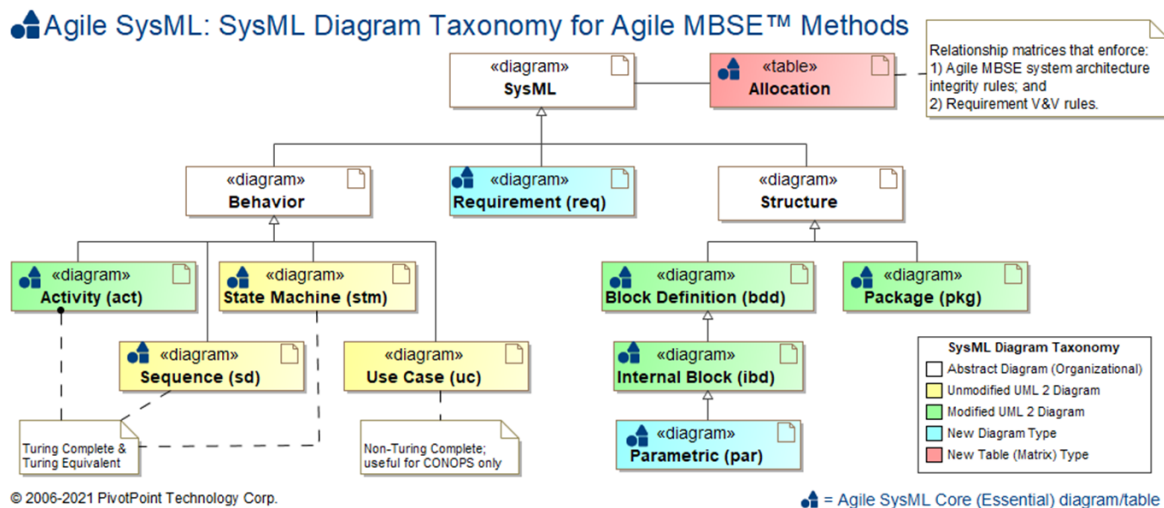 Agile SysML: SysML Diagram Taxonomy for Agile MBSE™ Methods
«diagram»
SysML
«table»
Allocation
Relationship matrices that enforce:
1) Agile MBSE system architecture
integrity rules; and
2) Requirement V&V rules.
«diagram»
Behavior
«diagram»
Requirement (req)
«diagram»
Structure
«diagram»
Activity (act)
«diagram»
State Machine (stm)
«diagram»
Block Definition (bdd)
«diagram»
Package (pkg)
«diagram»
Sequence (sd)
«diagram»
Use Case (uc)
«diagram»
Internal Block (ibd)
Turing Complete &
Turing Equivalent
Non-Turing Complete;
useful for CONOPS only
«diagram»
Parametric (par)
SysML Diagram Taxonomy
Abstract Diagram (Organizational)
Unmodified UML 2 Diagram
Modified UML 2 Diagram
New Diagram Type
New Table (Matrix) Type
© 2006-2021 PivotPoint Technology Corp.
= Agile SysML Core (Essential) diagram/table